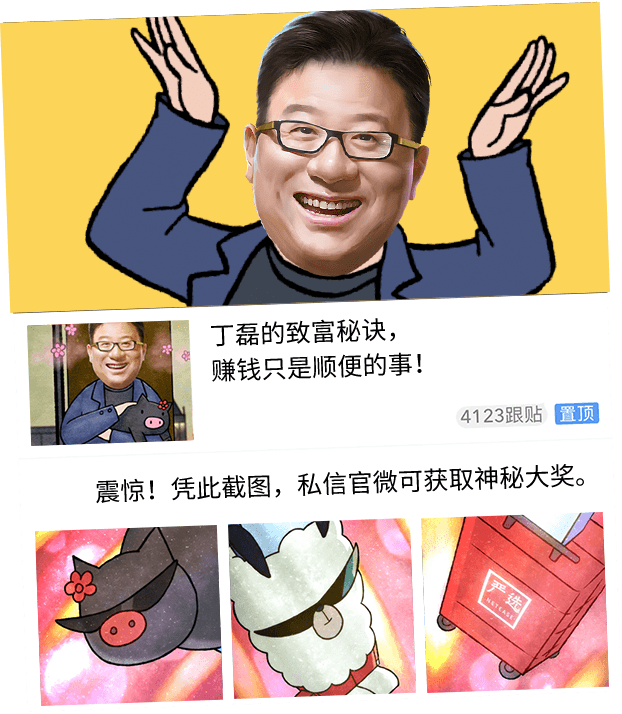 丁磊的致富秘诀，
赚钱只是顺便的事！
4123跟贴 置顶
震惊！凭此截图，私信官微可获取神秘大奖。
严选
NETEASE